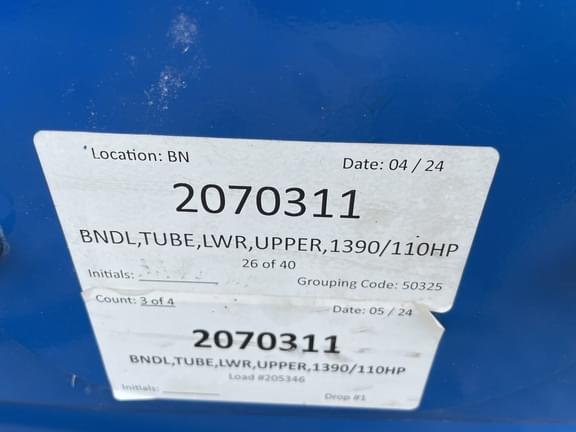 Location: BN Date: 04 / 24
2070311
BNDL,TUBE,LWR,UPPER,1390/110HP
26 of 40
Initials: Grouping Code: 50325
Count: 3 of 4 Date: 05 / 24
2070311
BNDL,TUBE,LWR,UPPER,1390/110HP
Load #205346
Initials: Drop #1